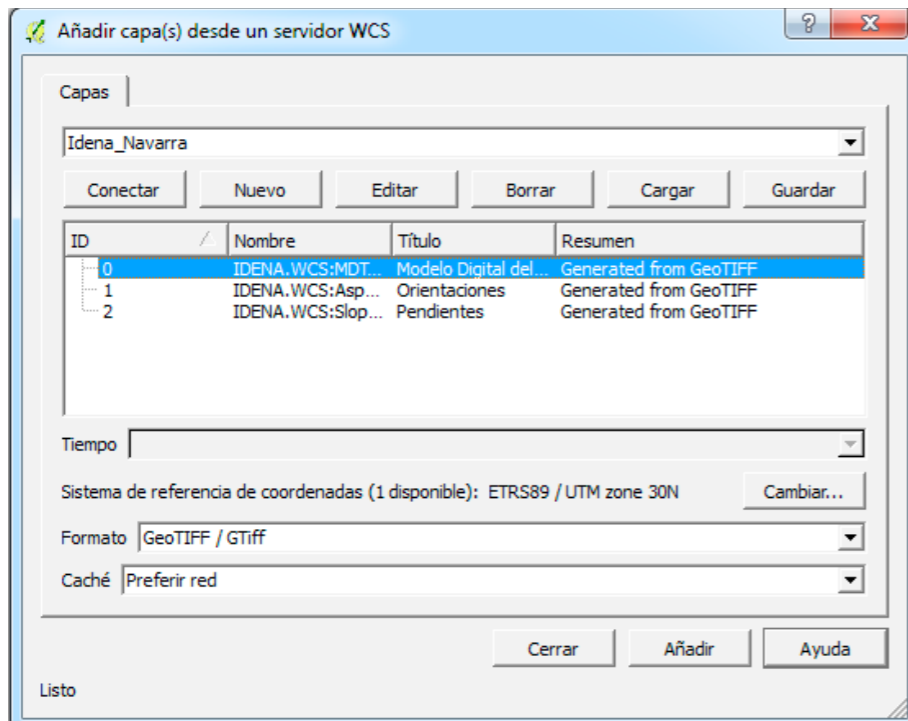 Añadir capa(s) desde un servidor WCS
Capas
Idena_Navarra
Conectar Nuevo Editar Borrar Cargar Guardar
ID Nombre Título Resumen
0 IDENA.WCS:MDT... Modelo Digital del... Generated from GeoTIFF
1 IDENA.WCS:Asp... Orientaciones Generated from GeoTIFF
2 IDENA.WCS:Slop... Pendientes Generated from GeoTIFF
Tiempo
Sistema de referencia de coordenadas (1 disponible): ETRS89 / UTM zone 30N Cambiar...
Formato GeoTIFF / GTiff
Caché Preferir red
Cerrar Añadir Ayuda
Listo